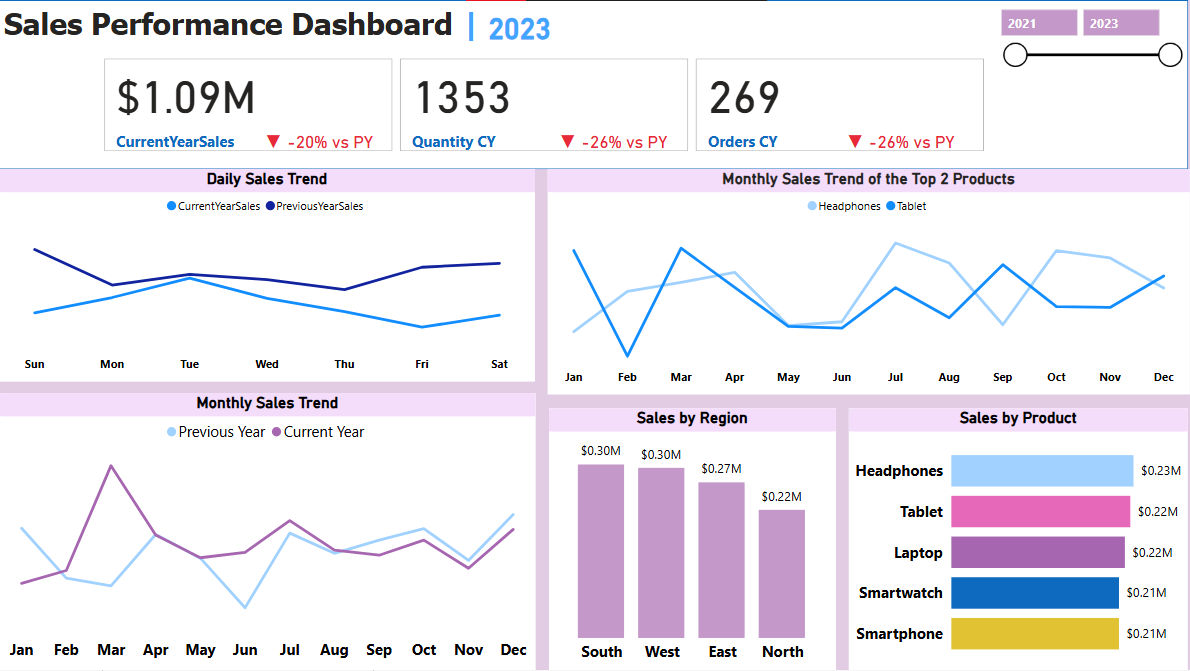 Sales Performance Dashboard | 2023
2021 2023
$1.09M
CurrentYearSales ▼ -20% vs PY
1353
Quantity CY ▼ -26% vs PY
269
Orders CY ▼ -26% vs PY
Daily Sales Trend
CurrentYearSales PreviousYearSales
Sun Mon Tue Wed Thu Fri Sat
Monthly Sales Trend of the Top 2 Products
Headphones Tablet
Jan Feb Mar Apr May Jun Jul Aug Sep Oct Nov Dec
Monthly Sales Trend
Previous Year Current Year
Jan Feb Mar Apr May Jun Jul Aug Sep Oct Nov Dec
Sales by Region
$0.30M $0.30M $0.27M $0.22M
South West East North
Sales by Product
Headphones $0.23M
Tablet $0.22M
Laptop $0.22M
Smartwatch $0.21M
Smartphone $0.21M